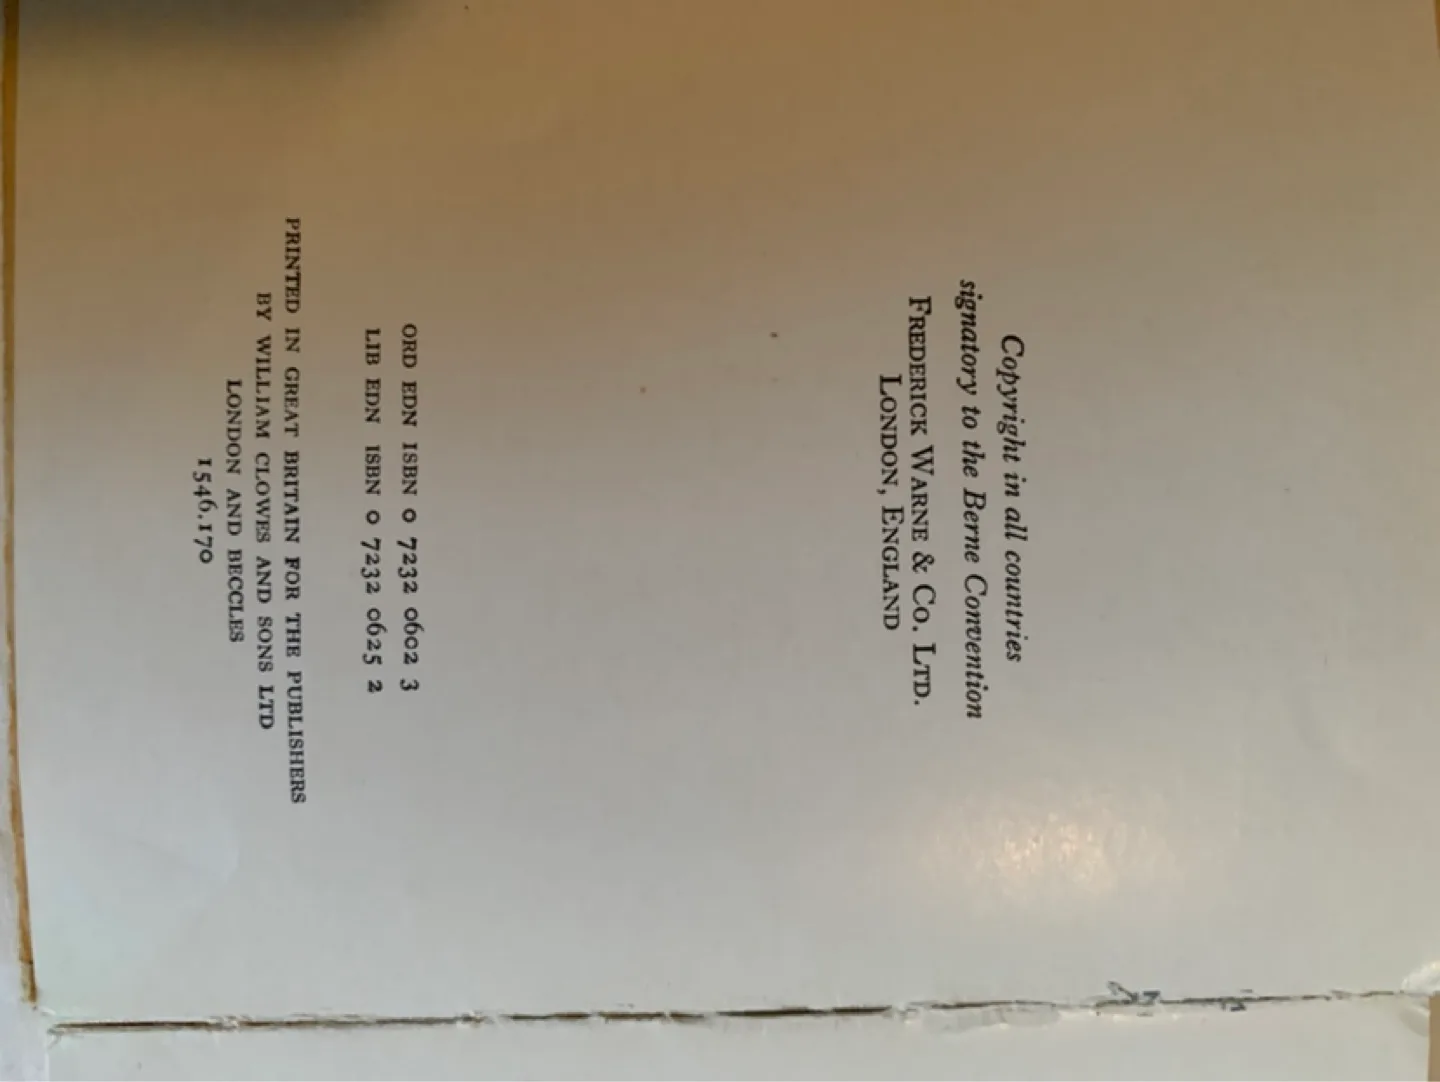 Copyright in all countries
signatory to the Berne Convention
FREDERICK WARNE & CO. LTD.
LONDON, ENGLAND
ORD EDN ISBN 0 7232 0602 3
LIB EDN ISBN 0 7232 0625 2
PRINTED IN GREAT BRITAIN FOR THE PUBLISHERS
BY WILLIAM CLOWES AND SONS LTD
LONDON AND BECCLES
1546.170